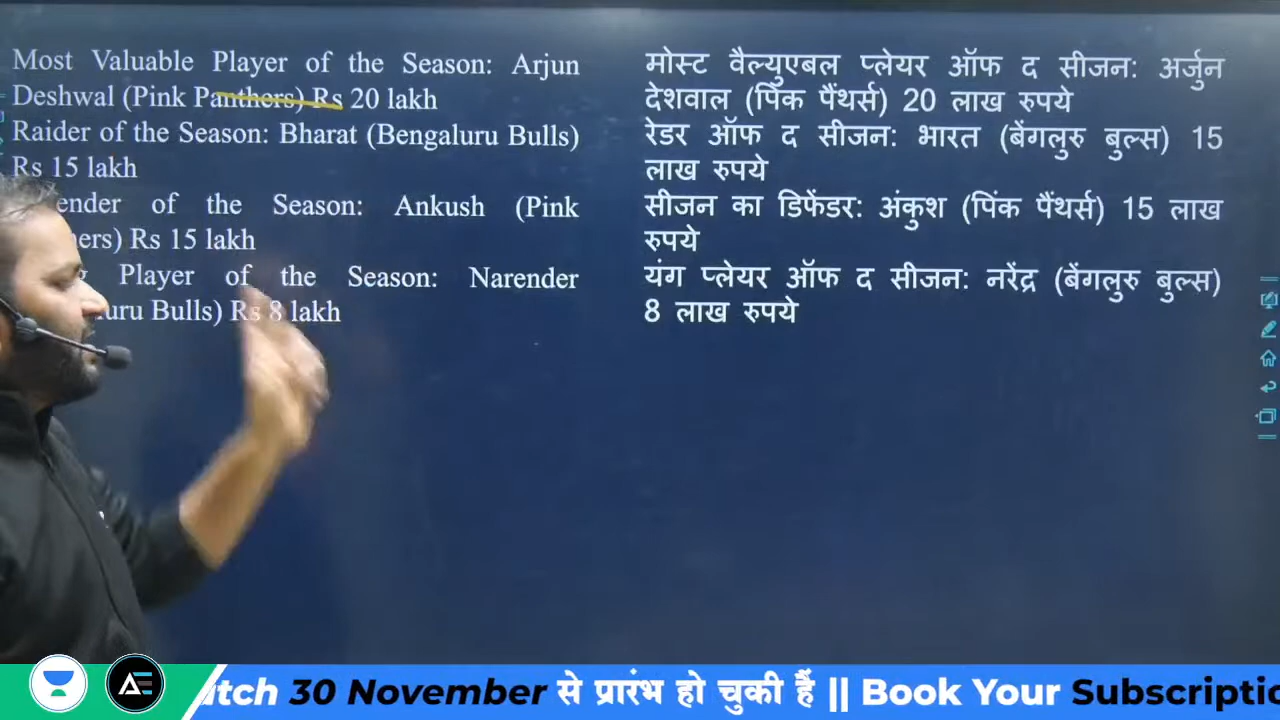 Most Valuable Player of the Season: Arjun
Deshwal (Pink Panthers) Rs 20 lakh
Raider of the Season: Bharat (Bengaluru Bulls)
Rs 15 lakh
ender of the Season: Ankush (Pink
hers) Rs 15 lakh
Player of the Season: Narender
uru Bulls) Rs 8 lakh
मोस्ट वैल्युएबल प्लेयर ऑफ द सीजन: अर्जुन
देशवाल (पिंक पैंथर्स) 20 लाख रुपये
रेडर ऑफ द सीजन: भारत (बेंगलुरु बुल्स) 15
लाख रुपये
सीजन का डिफेंडर: अंकुश (पिंक पैंथर्स) 15 लाख
रुपये
यंग प्लेयर ऑफ द सीजन: नरेंद्र (बेंगलुरु बुल्स)
8 लाख रुपये
atch 30 November से प्रारंभ हो चुकी हैं || Book Your Subscriptio